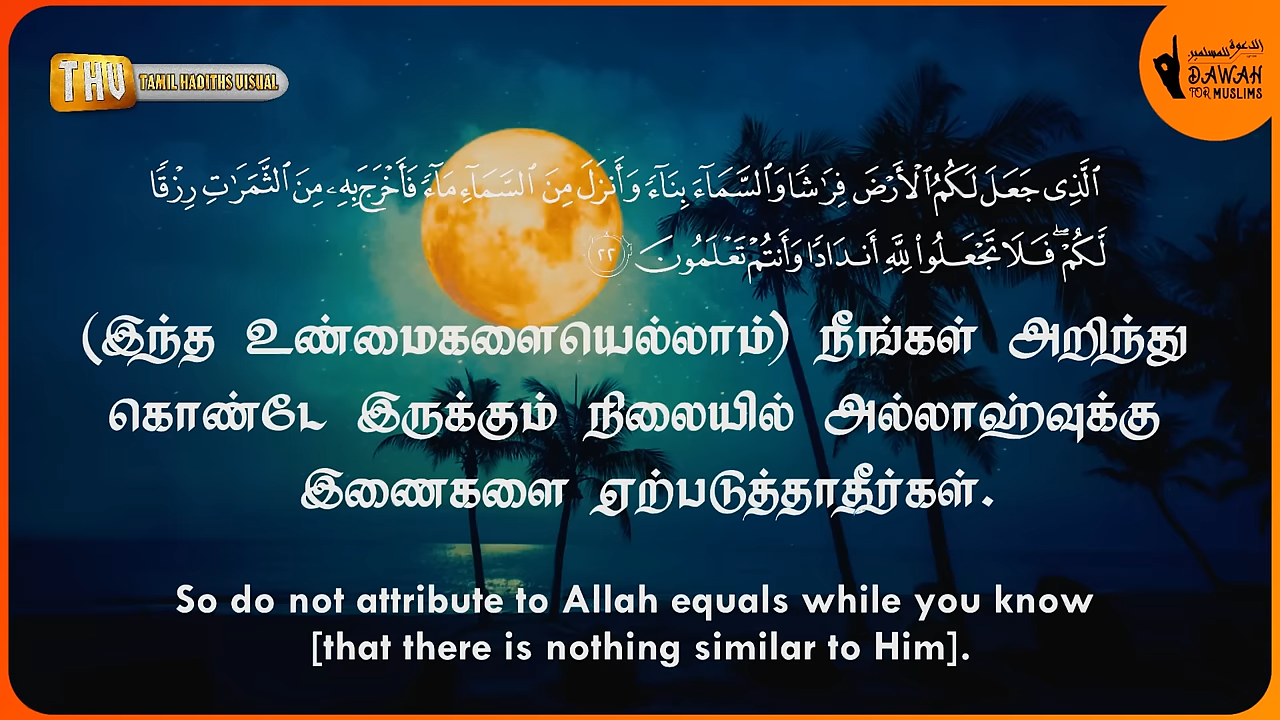 THV
TAMIL HADITHS VISUAL
الدعوة للمسلمين
DAWAH
FOR MUSLIMS
ٱلَّذِى جَعَلَ لَكُمُ ٱلْأَرْضَ فِرَٰشًا وَٱلسَّمَآءَ بِنَآءً وَأَنزَلَ مِنَ ٱلسَّمَآءِ مَآءً فَأَخْرَجَ بِهِۦ مِنَ ٱلثَّمَرَٰتِ رِزْقًا
لَّكُمْ ۖ فَلَا تَجْعَلُوا۟ لِلَّهِ أَندَادًا وَأَنتُمْ تَعْلَمُونَ ٢٢
(இந்த உண்மைகளையெல்லாம்) நீங்கள் அறிந்து
கொண்டே இருக்கும் நிலையில் அல்லாஹ்வுக்கு
இணைகளை ஏற்படுத்தாதீர்கள்.
So do not attribute to Allah equals while you know
[that there is nothing similar to Him].